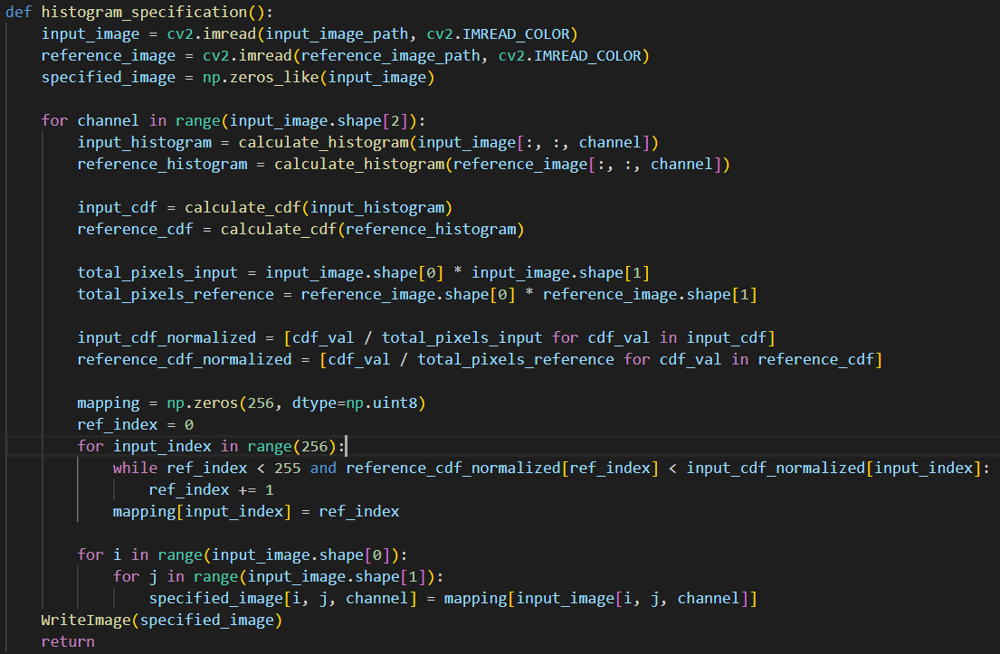 def histogram_specification():
    input_image = cv2.imread(input_image_path, cv2.IMREAD_COLOR)
    reference_image = cv2.imread(reference_image_path, cv2.IMREAD_COLOR)
    specified_image = np.zeros_like(input_image)

    for channel in range(input_image.shape[2]):
        input_histogram = calculate_histogram(input_image[:, :, channel])
        reference_histogram = calculate_histogram(reference_image[:, :, channel])

        input_cdf = calculate_cdf(input_histogram)
        reference_cdf = calculate_cdf(reference_histogram)

        total_pixels_input = input_image.shape[0] * input_image.shape[1]
        total_pixels_reference = reference_image.shape[0] * reference_image.shape[1]

        input_cdf_normalized = [cdf_val / total_pixels_input for cdf_val in input_cdf]
        reference_cdf_normalized = [cdf_val / total_pixels_reference for cdf_val in reference_cdf]

        mapping = np.zeros(256, dtype=np.uint8)
        ref_index = 0
        for input_index in range(256):
            while ref_index < 255 and reference_cdf_normalized[ref_index] < input_cdf_normalized[input_index]:
                ref_index += 1
            mapping[input_index] = ref_index

        for i in range(input_image.shape[0]):
            for j in range(input_image.shape[1]):
                specified_image[i, j, channel] = mapping[input_image[i, j, channel]]
    WriteImage(specified_image)
    return